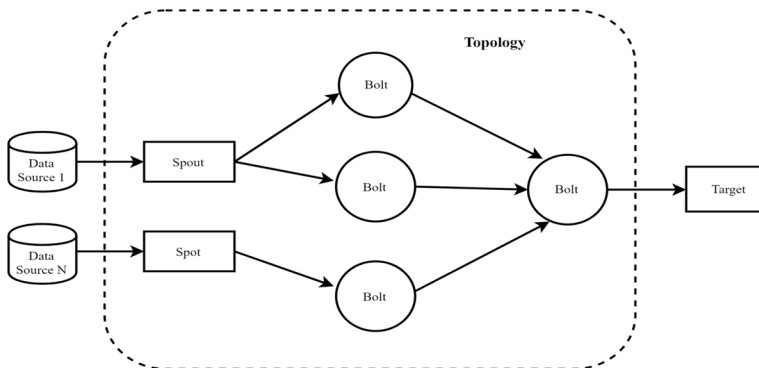 Topology
Bolt
Data
Source 1
Spout
Bolt
Bolt
Target
Data
Source N
Spot
Bolt